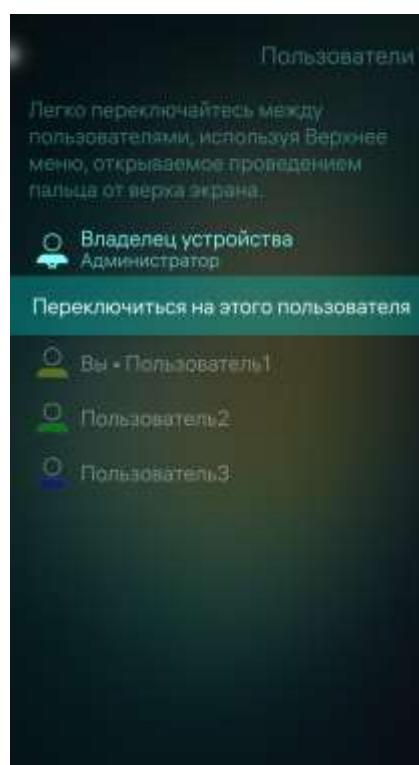 Пользователи
Легко переключайтесь между
пользователями, используя Верхнее
меню, открываемое проведением
пальца от верха экрана.
Владелец устройства
Администратор
Переключиться на этого пользователя
Вы • Пользователь1
Пользователь2
Пользователь3